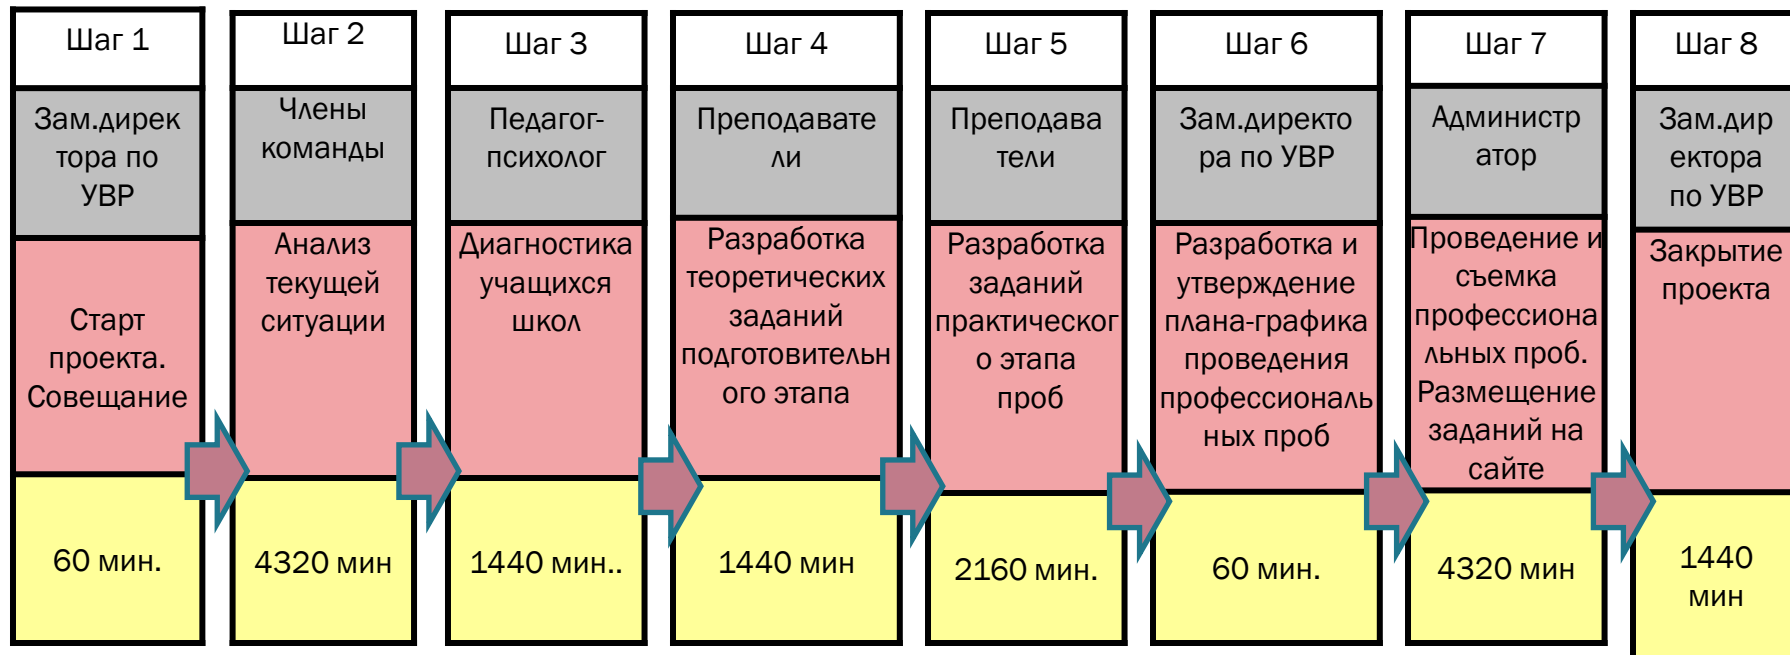 Шаг 1
Зам.дирек
тора по
УВР
Старт
проекта.
Совещание
60 мин.
Шаг 2
Члены
команды
Анализ
текущей
ситуации
4320 мин
Шаг 3
Педагог-
психолог
Диагностика
учащихся
школ
1440 мин..
Шаг 4
Преподавате
ли
Разработка
теоретических
заданий
подготовительн
ого этапа
1440 мин
Шаг 5
Преподава
тели
Разработка
заданий
практическог
о этапа
проб
2160 мин.
Шаг 6
Зам.директо
ра по УВР
Разработка и
утверждение
плана-графика
проведения
профессиональ
ных проб
60 мин.
Шаг 7
Администр
атор
Проведение и
съемка
профессиона
льных проб.
Размещение
заданий на
сайте
4320 мин
Шаг 8
Зам.дир
ектора
по УВР
Закрытие
проекта
1440
мин